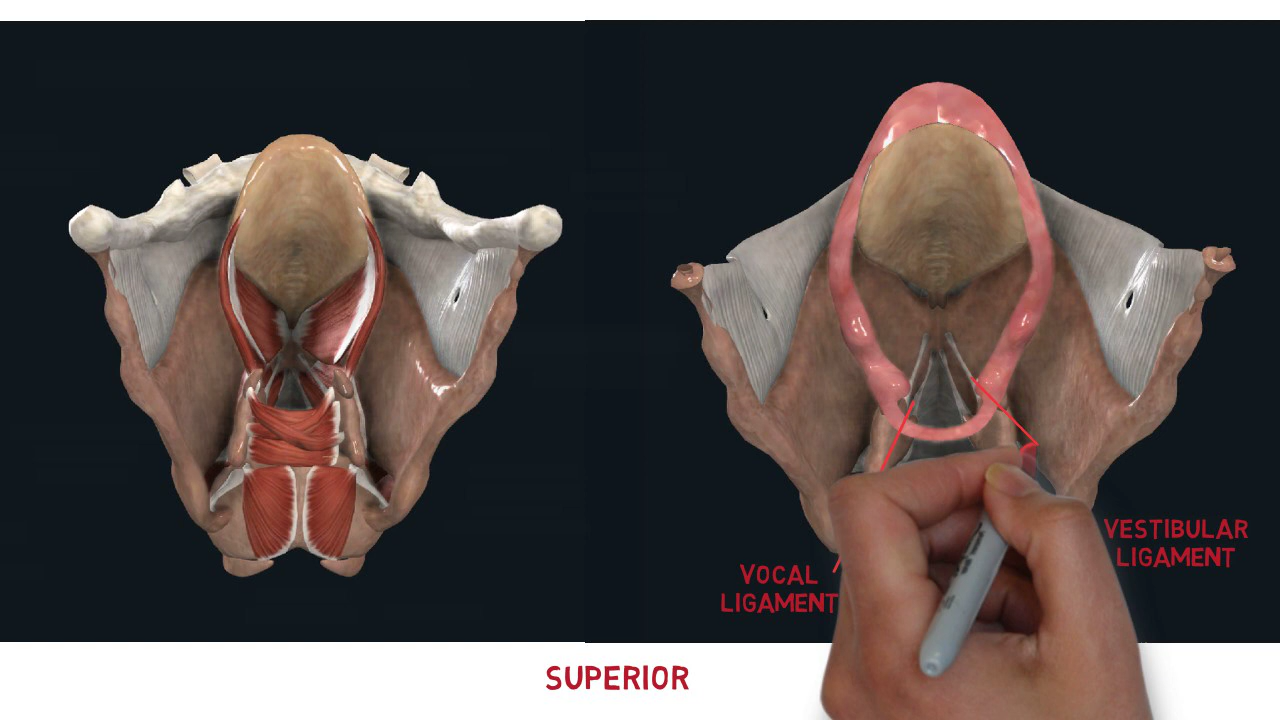 VESTIBULAR
LIGAMENT
VOCAL
LIGAMENT
SUPERIOR